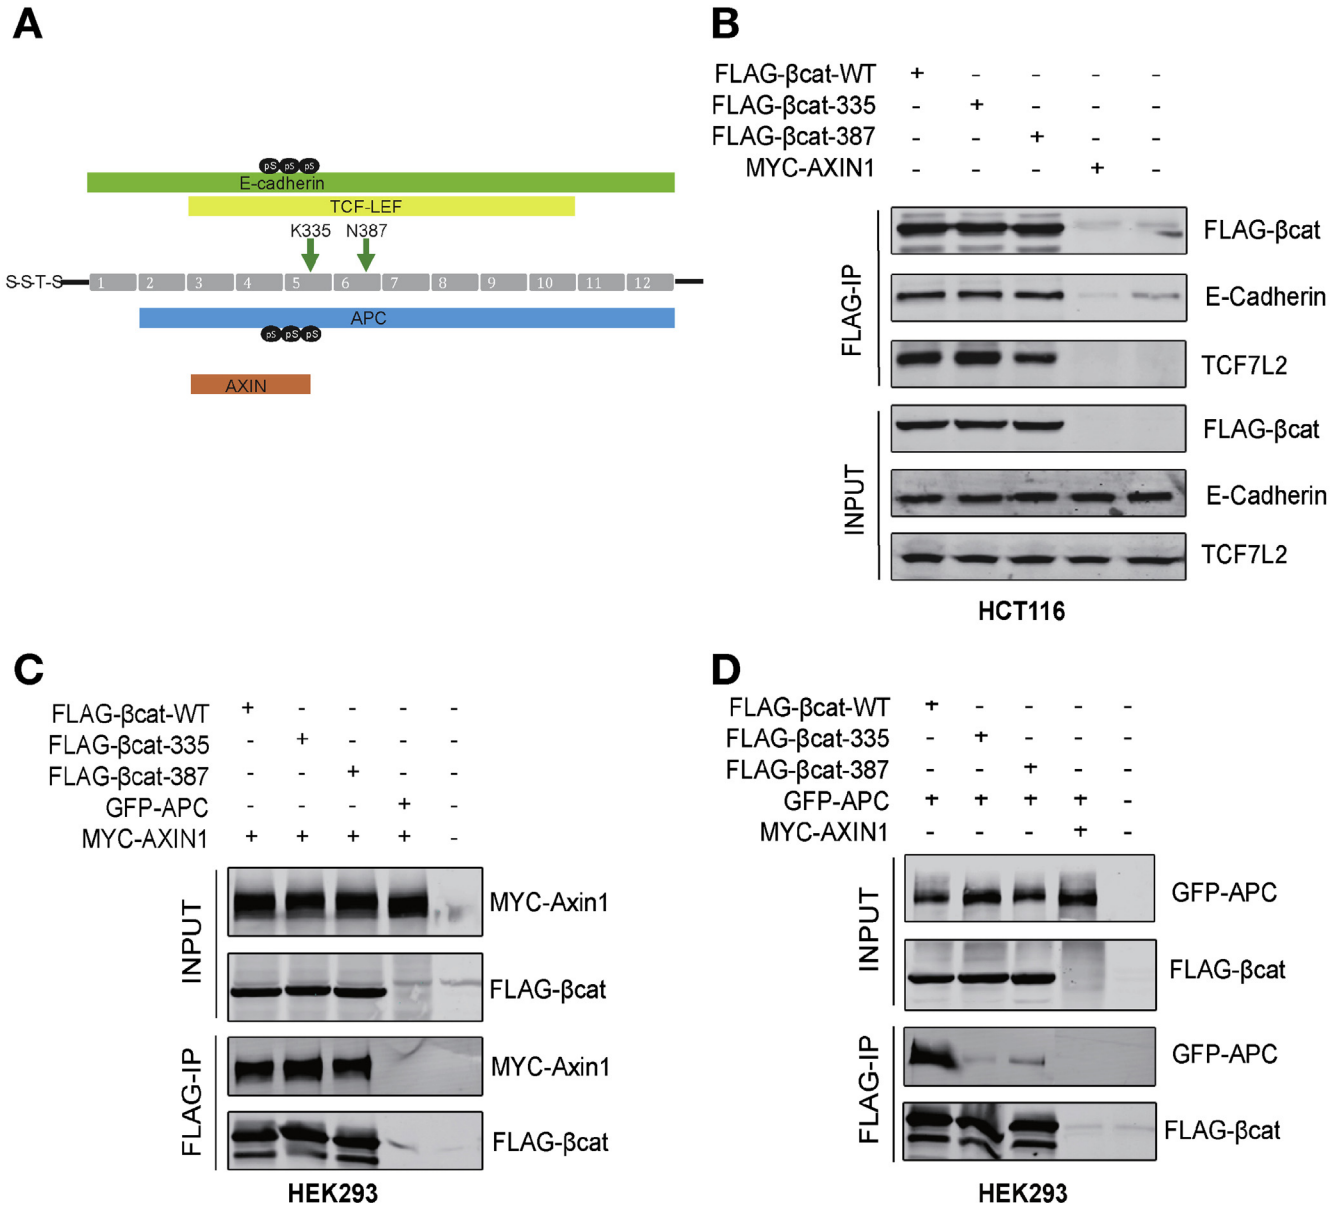 A
pS pS pS
E-cadherin
TCF-LEF
K335 N387
S-S-T-S 1 2 3 4 5 6 7 8 9 10 11 12
APC
pS pS pS
AXIN
B
FLAG-βcat-WT + - - - -
FLAG-βcat-335 - + - - -
FLAG-βcat-387 - - + - -
MYC-AXIN1 - - - + -
FLAG-IP
FLAG-βcat
E-Cadherin
TCF7L2
INPUT
FLAG-βcat
E-Cadherin
TCF7L2
HCT116
C
FLAG-βcat-WT + - - - -
FLAG-βcat-335 - + - - -
FLAG-βcat-387 - - + - -
GFP-APC - - - + -
MYC-AXIN1 + + + + -
INPUT
MYC-Axin1
FLAG-βcat
FLAG-IP
MYC-Axin1
FLAG-βcat
HEK293
D
FLAG-βcat-WT + - - - -
FLAG-βcat-335 - + - - -
FLAG-βcat-387 - - + - -
GFP-APC + + + + -
MYC-AXIN1 - - - + -
INPUT
GFP-APC
FLAG-βcat
FLAG-IP
GFP-APC
FLAG-βcat
HEK293